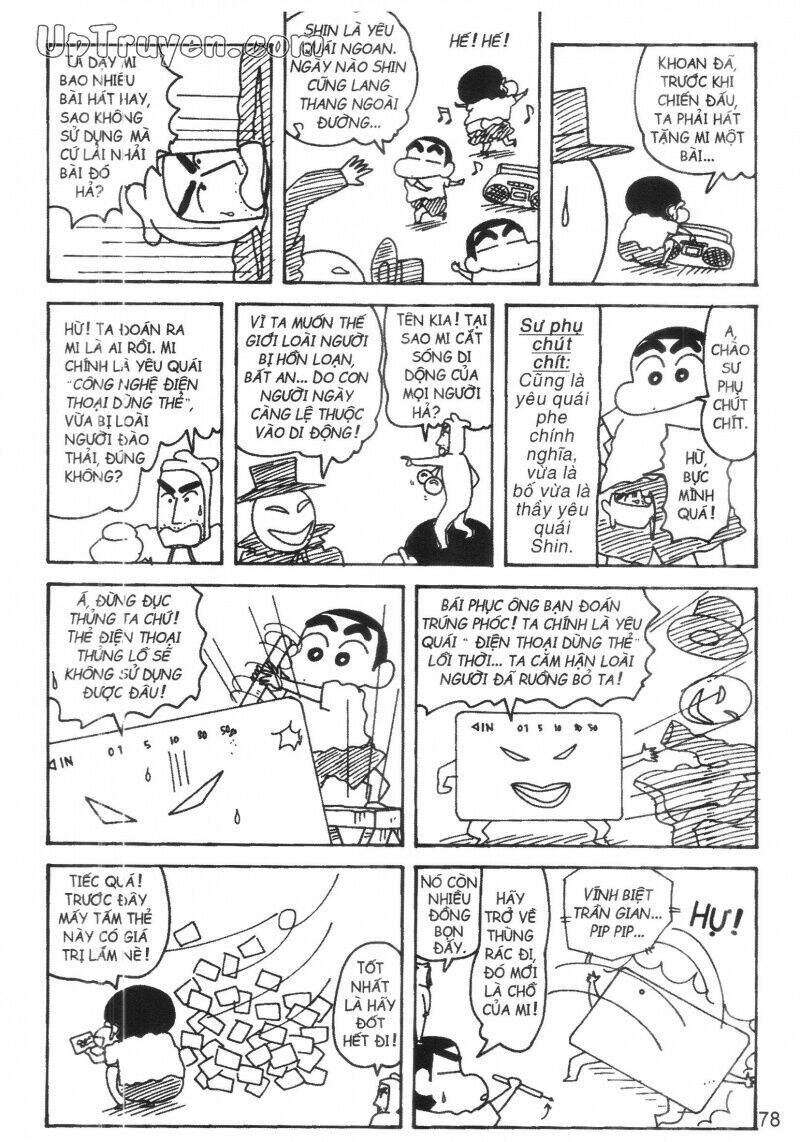 UpTruyen.com
KHOAN ĐÃ,
TRƯỚC KHI
CHIẾN ĐẤU,
TA PHẢI HÁT
TẶNG MI MỘT
BÀI...
HẾ! HẾ!
SHIN LÀ YÊU
QUÁI NGOAN.
NGÀY NÀO SHIN
CŨNG LANG
THANG NGOÀI
ĐƯỜNG...
TA DẠY MI
BAO NHIÊU
BÀI HÁT HAY,
SAO KHÔNG
SỬ DỤNG MÀ
CỨ LẢI NHẢI
BÀI ĐÓ
HẢ?
A,
CHÀO
SƯ
PHỤ
CHÚT
CHÍT.
HỪ,
BỰC
MÌNH
QUÁ!
Sư phụ
chút
chít:
Cũng là
yêu quái
phe
chính
nghĩa,
vừa là
bố vừa là
thầy yêu
quái
Shin.
TÊN KIA! TẠI
SAO MI CẮT
SÓNG DI
ĐỘNG CỦA
MỌI NGƯỜI
HẢ?
VÌ TA MUỐN THẾ
GIỚI LOÀI NGƯỜI
BỊ HỖN LOẠN,
BẤT AN... DO CON
NGƯỜI NGÀY
CÀNG LỆ THUỘC
VÀO DI ĐỘNG!
HỪ! TA ĐOÁN RA
MI LÀ AI RỒI. MI
CHÍNH LÀ YÊU QUÁI
"CÔNG NGHỆ ĐIỆN
THOẠI DÙNG THẺ",
VỪA BỊ LOÀI
NGƯỜI ĐÀO
THẢI, ĐÚNG
KHÔNG?
BÁI PHỤC ÔNG BẠN ĐOÁN
TRÚNG PHÓC! TA CHÍNH LÀ YÊU
QUÁI " ĐIỆN THOẠI DÙNG THẺ"
LỖI THỜI... TA CĂM HẬN LOÀI
NGƯỜI ĐÃ RUỒNG BỎ TA!
IN 01 5 10 30 50
Á, ĐỪNG ĐỤC
THỦNG TA CHỨ!
THẺ ĐIỆN THOẠI
THỦNG LỖ SẼ
KHÔNG SỬ DỤNG
ĐƯỢC ĐÂU!
IN 01 5 10 30 50
VĨNH BIỆT
TRẦN GIAN...
PIP PIP...
HỰ!
HÃY
TRỞ VỀ
THÙNG
RÁC ĐI,
ĐÓ MỚI
LÀ CHỖ
CỦA MI!
NÓ CÒN
NHIỀU
ĐỒNG
BỌN
ĐẤY.
TIẾC QUÁ!
TRƯỚC ĐÂY
MẤY TẤM THẺ
NÀY CÓ GIÁ
TRỊ LẮM NÈ!
TỐT
NHẤT
LÀ HÃY
ĐỐT
HẾT ĐI!
78